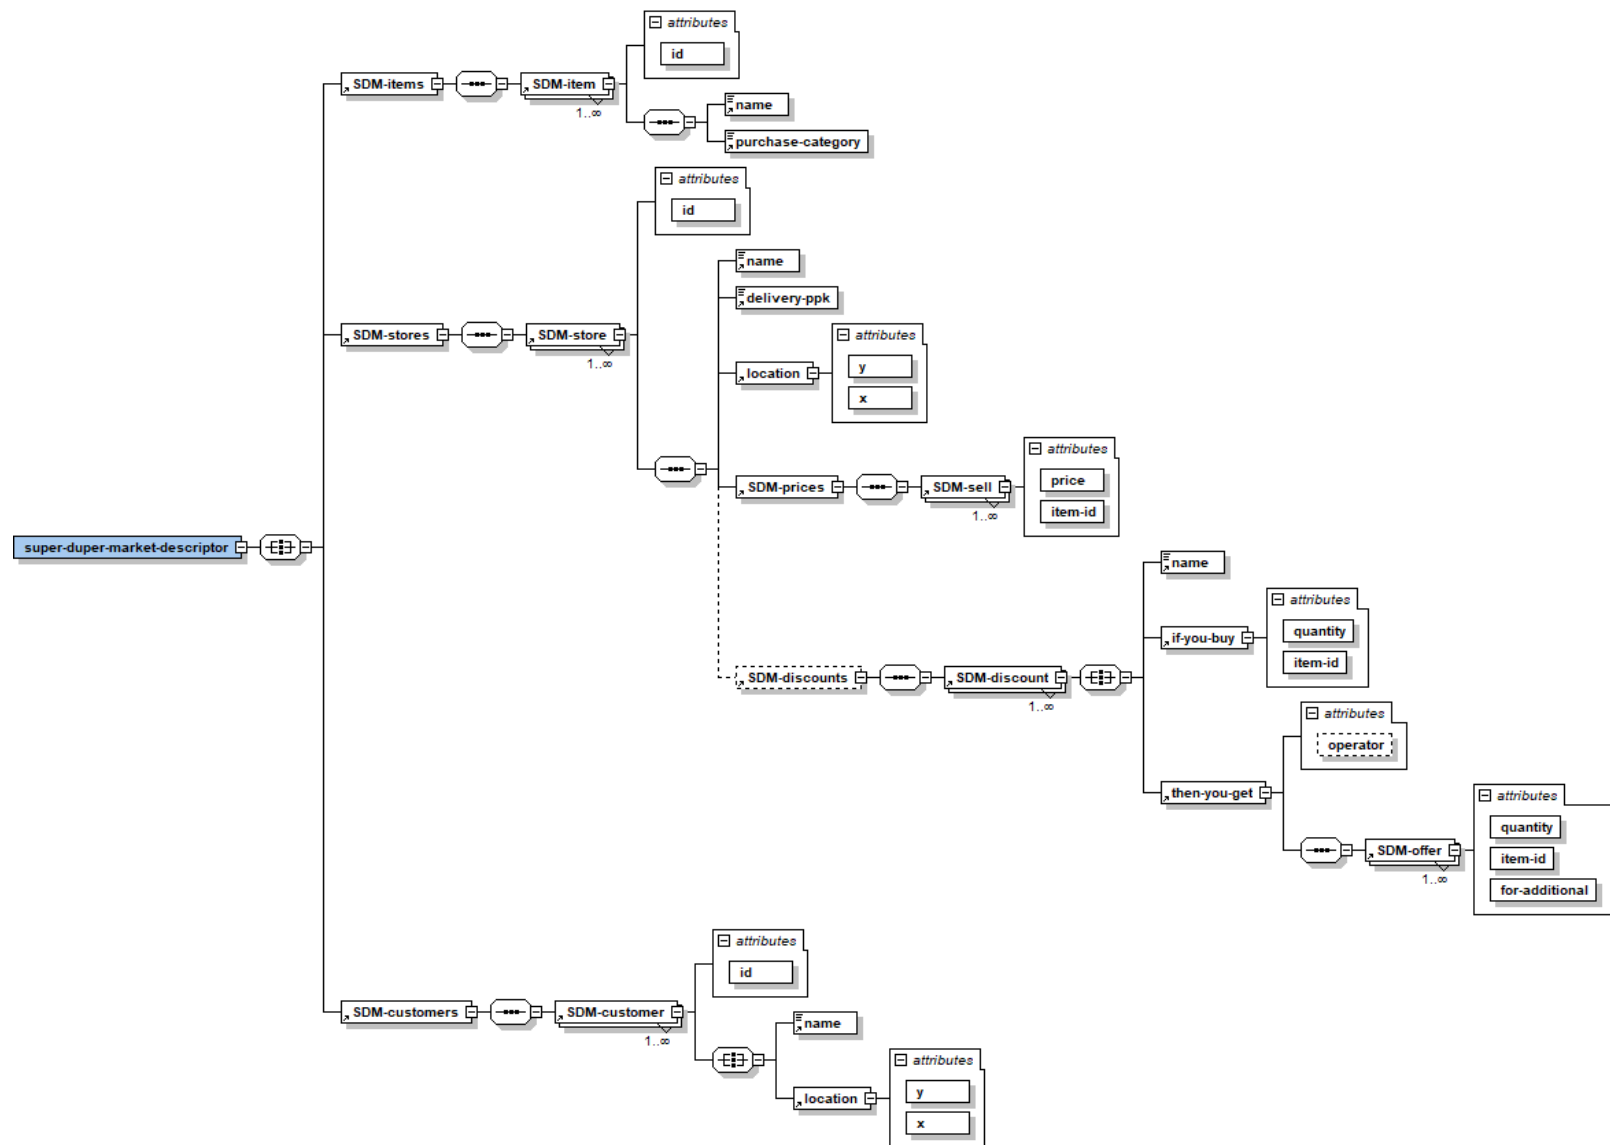 attributes
id
SDM-items
SDM-item
1..∞
name
purchase-category
attributes
id
name
delivery-ppk
SDM-stores
SDM-store
1..∞
attributes
location
y
x
attributes
SDM-prices
SDM-sell
1..∞
price
item-id
super-duper-market-descriptor
name
attributes
if-you-buy
quantity
item-id
SDM-discounts
SDM-discount
1..∞
attributes
operator
then-you-get
attributes
quantity
SDM-offer
1..∞
item-id
for-additional
attributes
id
SDM-customers
SDM-customer
1..∞
name
attributes
location
y
x